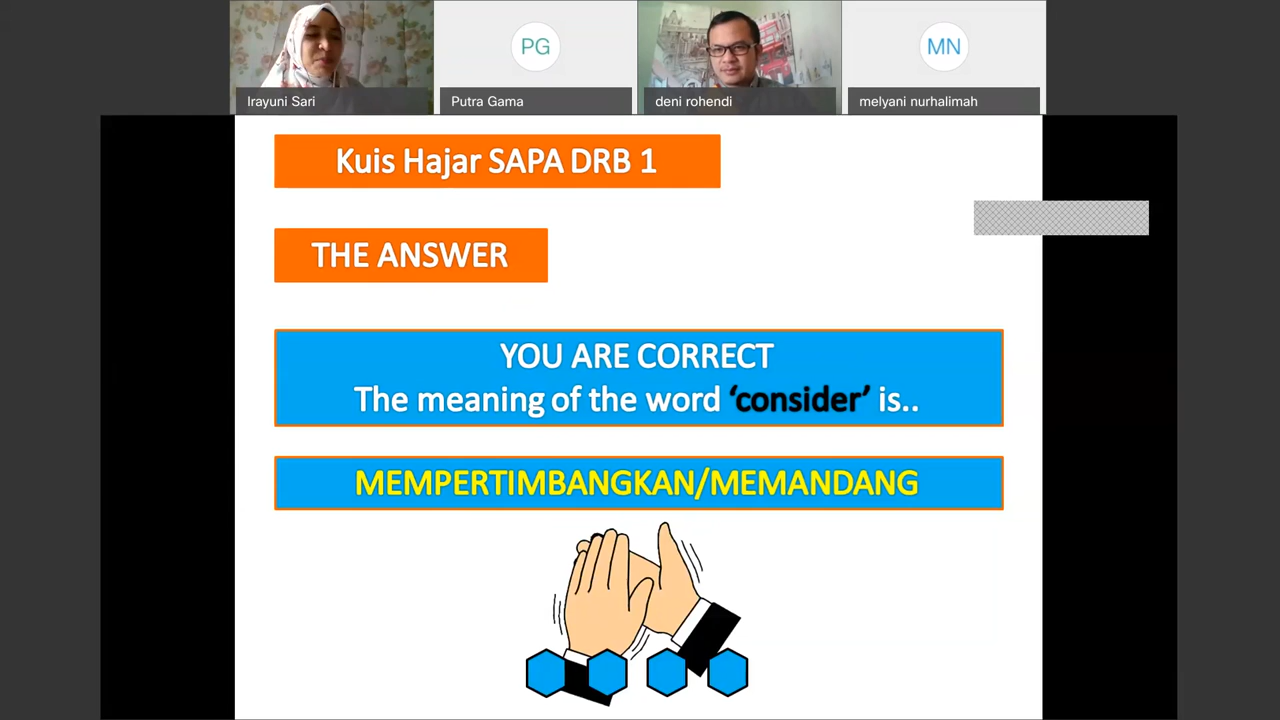 Irayuni Sari
PG
Putra Gama
deni rohendi
MN
melyani nurhalimah
Kuis Hajar SAPA DRB 1
THE ANSWER
YOU ARE CORRECT
The meaning of the word ‘consider’ is..
MEMPERTIMBANGKAN/MEMANDANG